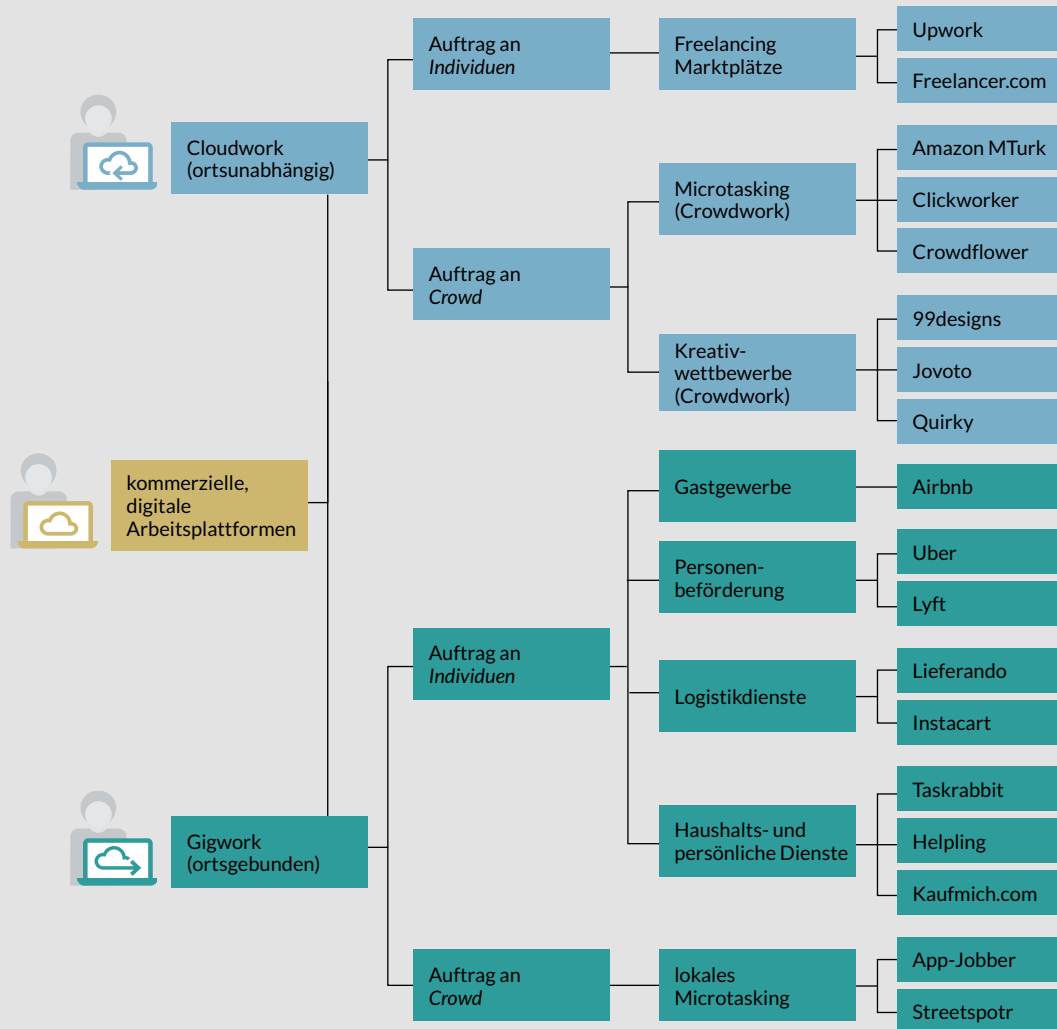 Auftrag an
Individuen
Freelancing
Marktplätze
Upwork
Freelancer.com
Cloudwork
(ortsunabhängig)
Microtasking
(Crowdwork)
Amazon MTurk
Clickworker
Crowdflower
Auftrag an
Crowd
Kreativ-
wettbewerbe
(Crowdwork)
99designs
Jovoto
Quirky
kommerzielle,
digitale
Arbeitsplattformen
Gastgewerbe
Airbnb
Personen-
beförderung
Uber
Lyft
Auftrag an
Individuen
Logistikdienste
Lieferando
Instacart
Gigwork
(ortsgebunden)
Haushalts- und
persönliche Dienste
Taskrabbit
Helpling
Kaufmich.com
Auftrag an
Crowd
lokales
Microtasking
App-Jobber
Streetspotr